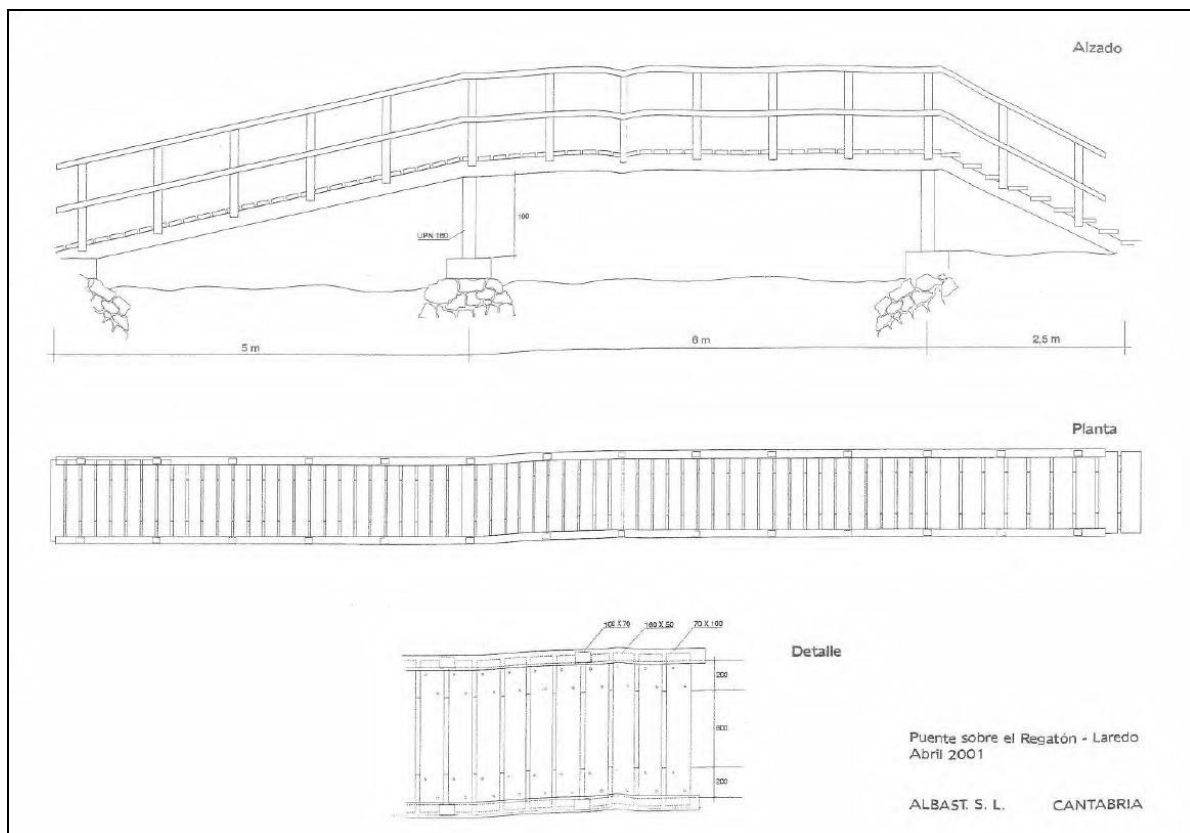 Alzado
UPN 160
160
5 m
6 m
2,5 m
Planta
100 X 70
160 X 50
70 X 100
Detalle
200
600
200
Puente sobre el Regatón - Laredo
Abril 2001
ALBAST. S. L. CANTABRIA